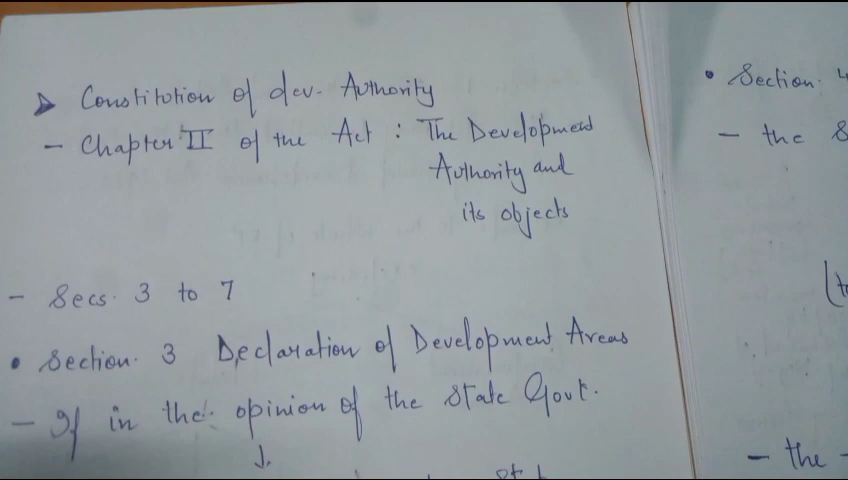 Constitution of dev. Authority
- Chapter II of the Act : The Development
Authority and
its objects
- Secs. 3 to 7
• Section. 3 Declaration of Development Areas
- If in the opinion of the State Govt.
• Section.
- the
- the